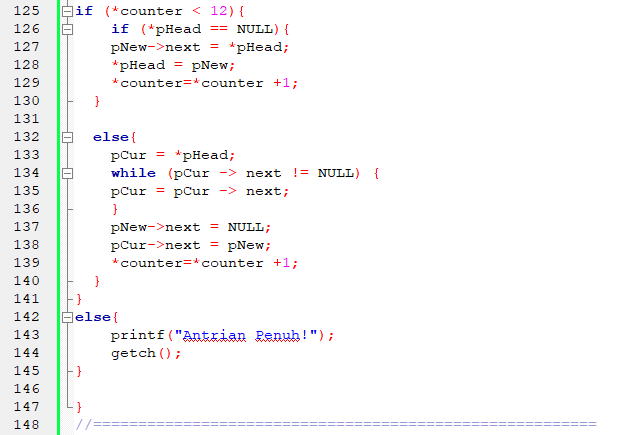 125 if (*counter < 12){
126 if (*pHead == NULL){
127 pNew->next = *pHead;
128 *pHead = pNew;
129 *counter=*counter +1;
130 }
131
132 else{
133 pCur = *pHead;
134 while (pCur -> next != NULL) {
135 pCur = pCur -> next;
136 }
137 pNew->next = NULL;
138 pCur->next = pNew;
139 *counter=*counter +1;
140 }
141 }
142 else{
143 printf("Antrian Penuh!");
144 getch();
145 }
146
147 }
148 //========================================================